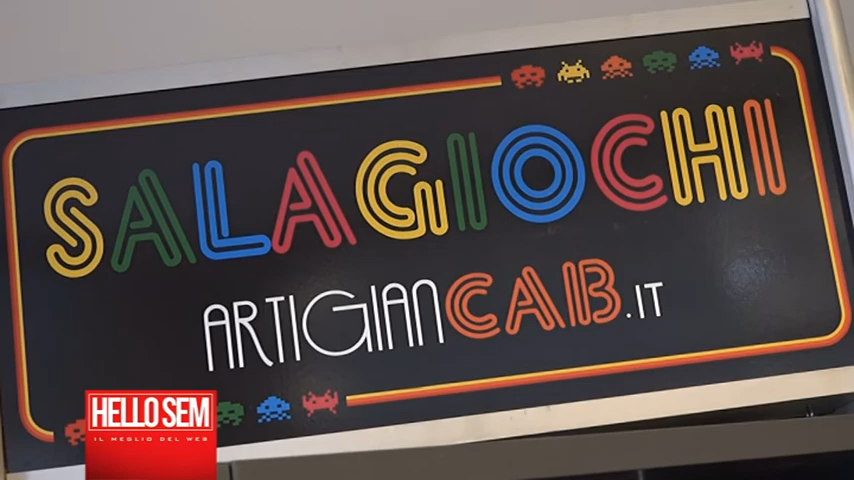 SALAGIOCHI
ARTIGIANCAB.IT
HELLO SEM
IL MEGLIO DEL WEB